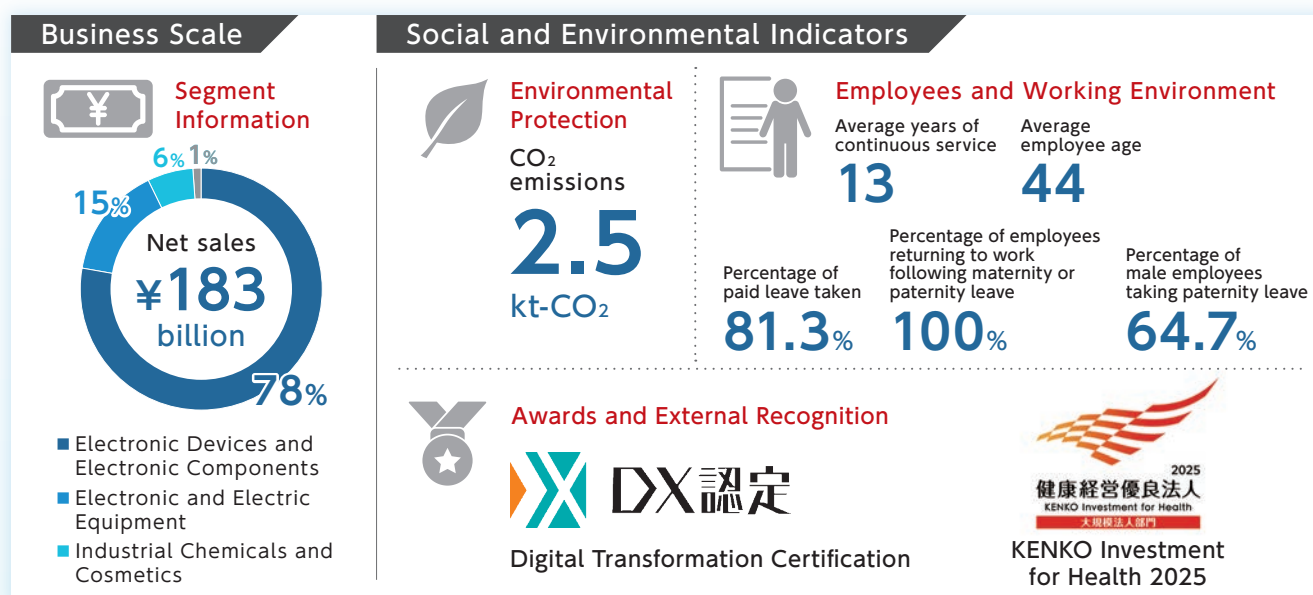 Business Scale
¥
Segment
Information
6%
1%
15%
Net sales
¥183
billion
78%
Electronic Devices and
Electronic Components
Electronic and Electric
Equipment
Industrial Chemicals and
Cosmetics
Social and Environmental Indicators
Environmental
Protection
CO₂
emissions
2.5
kt-CO₂
Employees and Working Environment
Average years of
continuous service
13
Average
employee age
44
Percentage of
paid leave taken
81.3%
Percentage of employees
returning to work
following maternity or
paternity leave
100%
Percentage of
male employees
taking paternity leave
64.7%
Awards and External Recognition
DX認定
Digital Transformation Certification
2025
健康経営優良法人
KENKO Investment for Health
大規模法人部門
KENKO Investment
for Health 2025